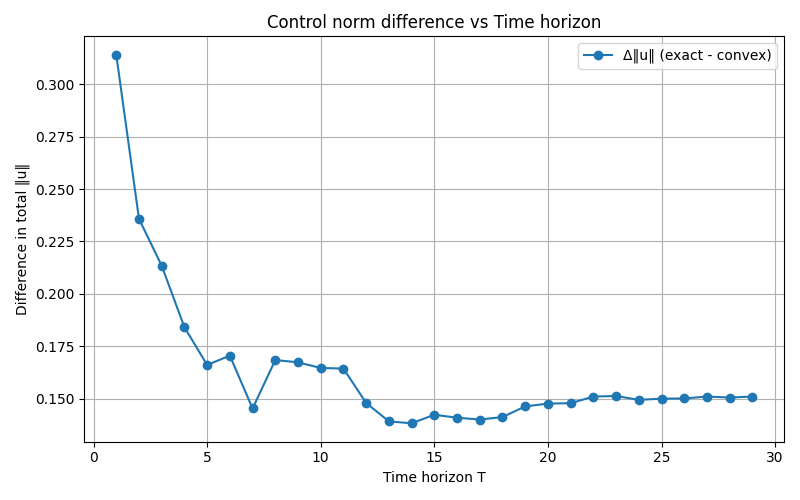 Control norm difference vs Time horizon
Δ‖u‖ (exact - convex)
Difference in total ‖u‖
0.300
0.275
0.250
0.225
0.200
0.175
0.150
0 5 10 15 20 25 30
Time horizon T